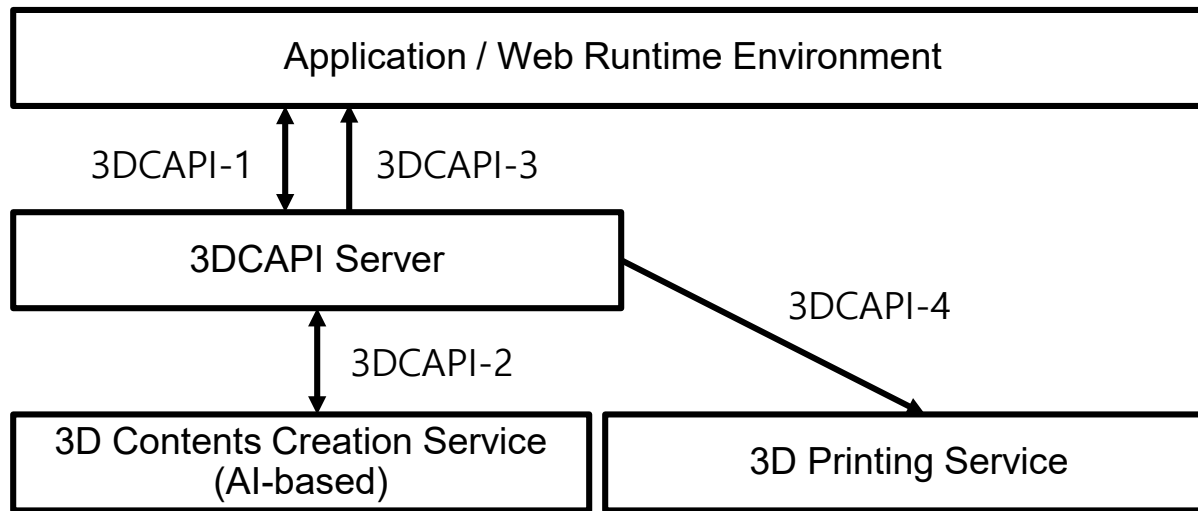 Application / Web Runtime Environment
3DCAPI-1
3DCAPI-3
3DCAPI Server
3DCAPI-4
3DCAPI-2
3D Contents Creation Service
(AI-based)
3D Printing Service